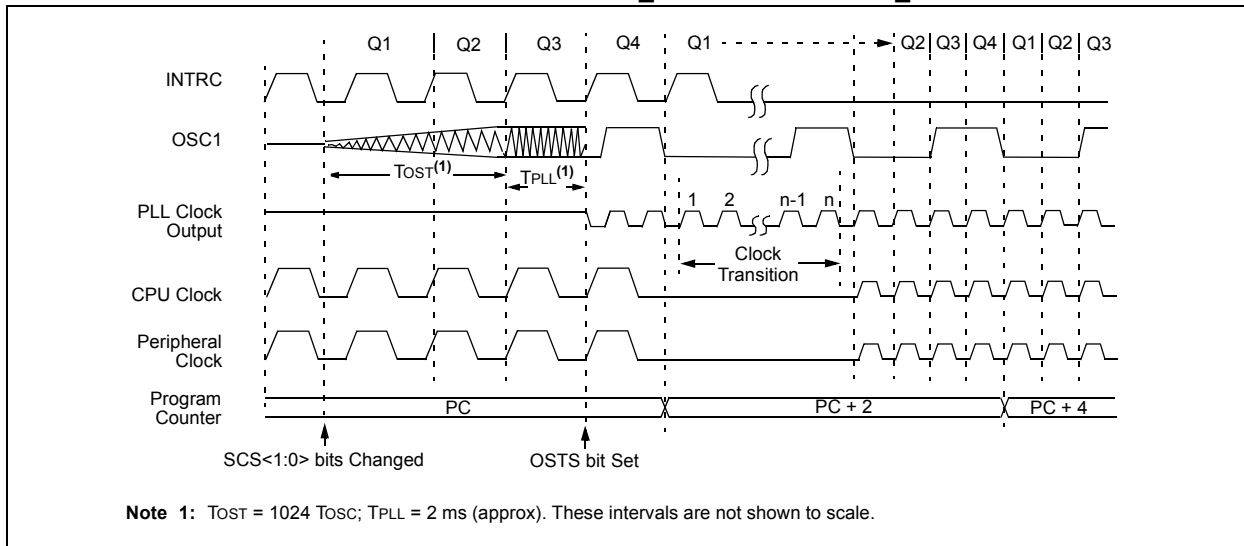 Q1 Q2 Q3 Q4 Q1 Q2 Q3 Q4 Q1 Q2 Q3
INTRC
OSC1
TOST(1)
TPLL(1)
PLL Clock
Output
1 2 n-1 n
Clock
Transition
CPU Clock
Peripheral
Clock
Program
Counter
PC PC + 2 PC + 4
SCS<1:0> bits Changed OSTS bit Set
Note 1: TOST = 1024 TOSC; TPLL = 2 ms (approx). These intervals are not shown to scale.